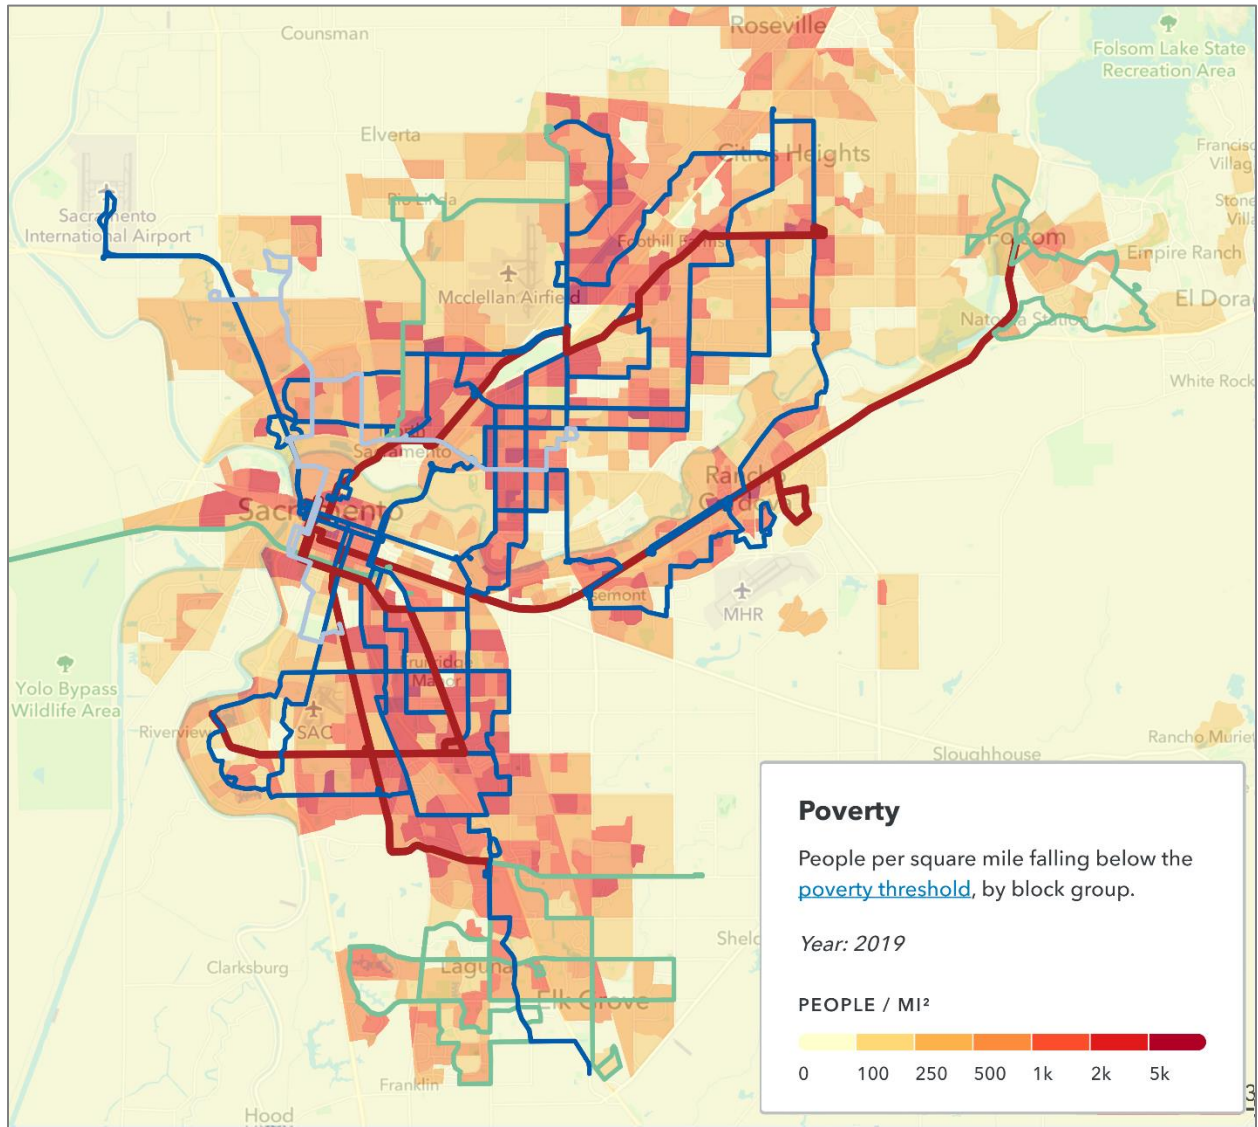 Roseville
Counsman
Folsom Lake State
Recreation Area
Elverta
Citrus Heights
Rio Linda
Sacramento
International Airport
Foothill Farms
Folsom
Empire Ranch
Mcclellan Airfield
El Dora
Natoma Station
White Rock
North
Sacramento
Rancho
Cordova
Sacramento
Rosemont
MHR
Fruitridge
Manor
Yolo Bypass
Wildlife Area
Riverview
SAC
Rancho Muriet
Sloughhouse
Poverty
People per square mile falling below the
poverty threshold, by block group.
Year: 2019
PEOPLE / MI²
0 100 250 500 1k 2k 5k
Sheld
Clarksburg
Laguna
Elk Grove
Franklin
Hood